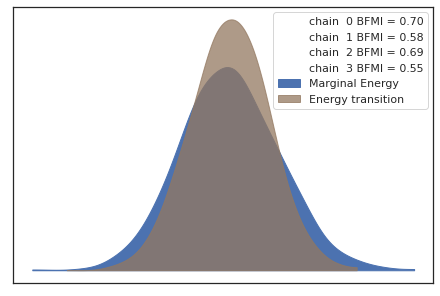 chain  0 BFMI = 0.70
chain  1 BFMI = 0.58
chain  2 BFMI = 0.69
chain  3 BFMI = 0.55
Marginal Energy
Energy transition